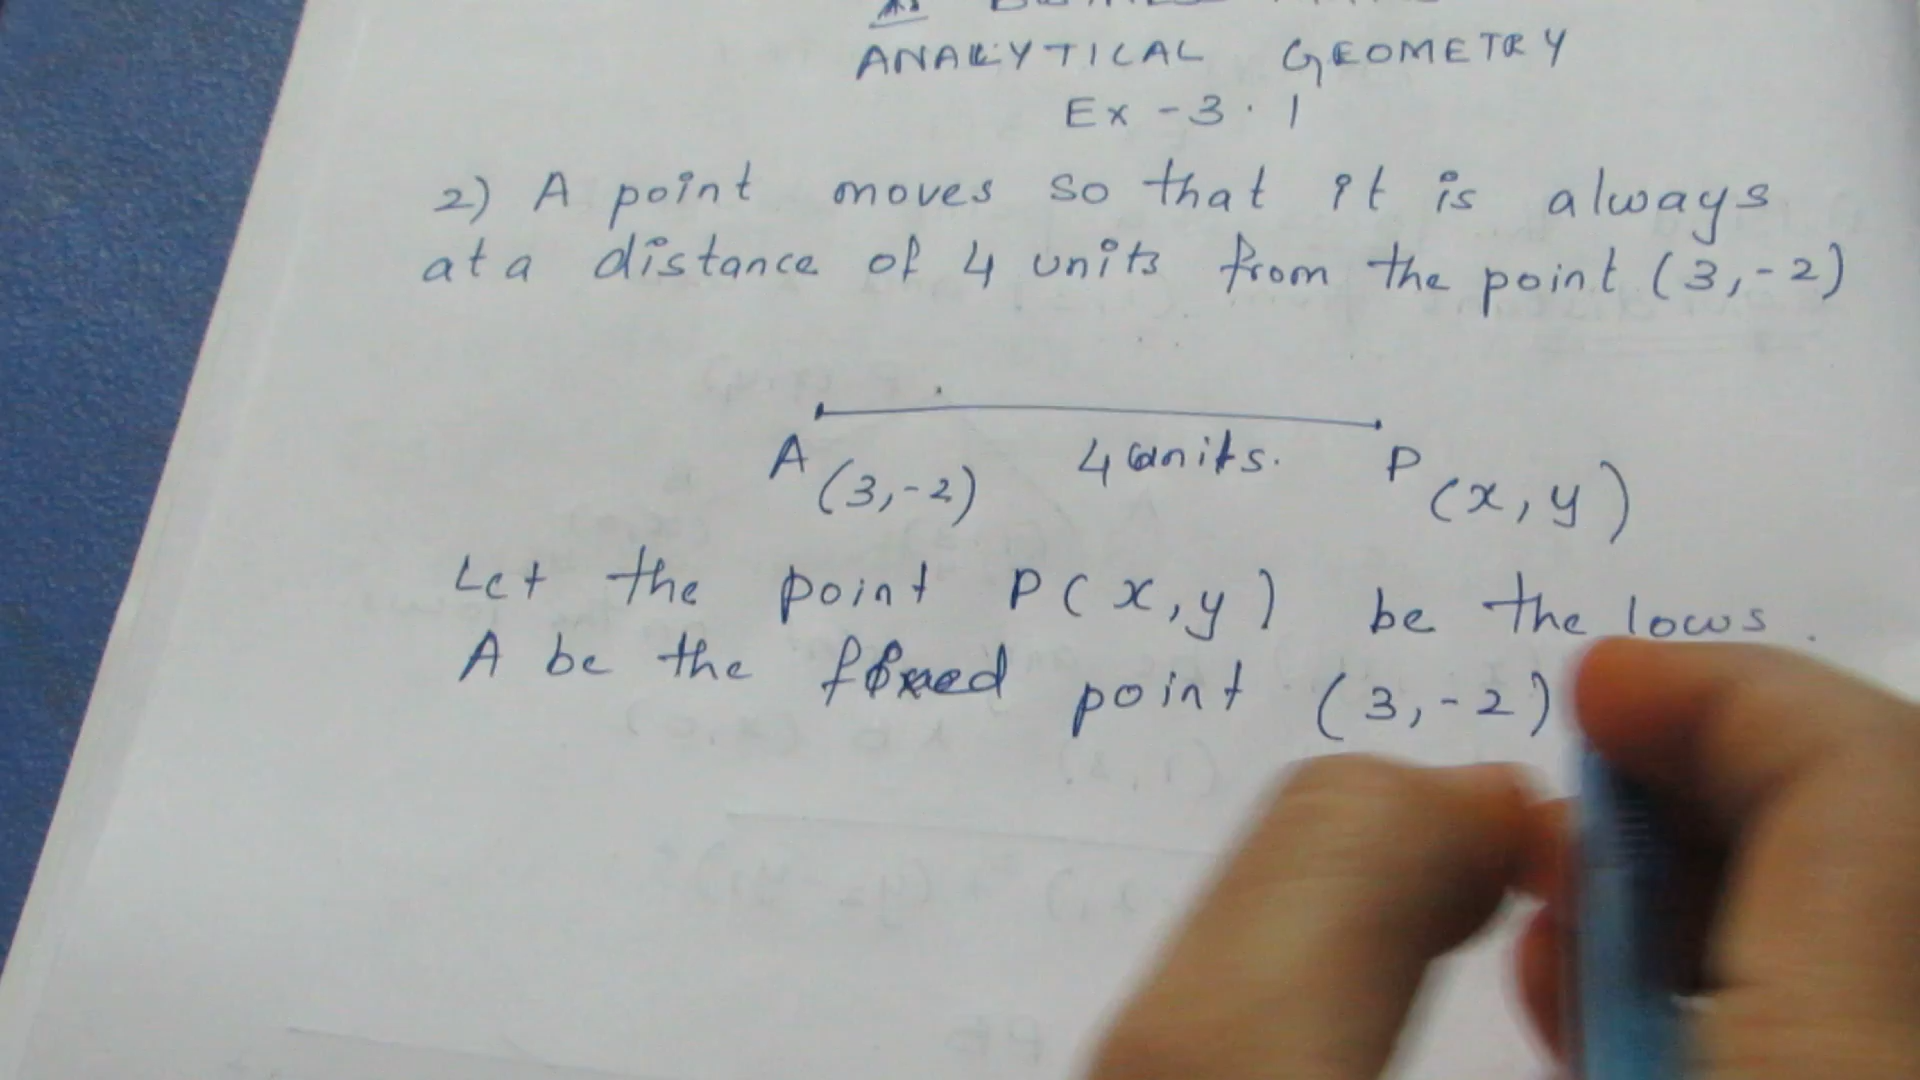 ANALYTICAL GEOMETRY
Ex - 3.1
2) A point moves so that it is always
at a distance of 4 units from the point (3,-2)
A (3,-2) 4 units. P (x, y)
Let the point P(x,y) be the locus.
A be the fixed point (3,-2)